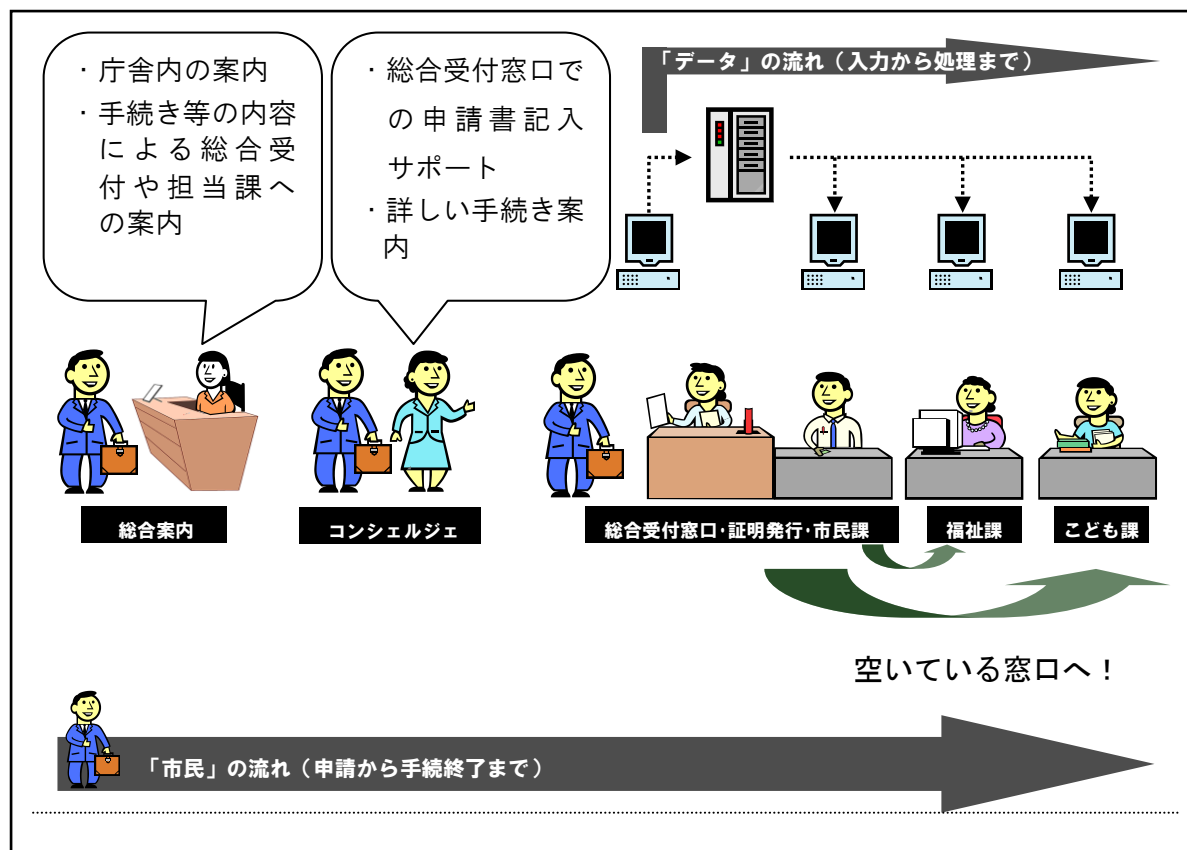 ・庁舎内の案内
・手続き等の内容
による総合受
付や担当課へ
の案内
・総合受付窓口で
の申請書記入
サポート
・詳しい手続き案
内
「データ」の流れ（入力から処理まで）
総合案内
コンシェルジェ
総合受付窓口・証明発行・市民課
福祉課
こども課
空いている窓口へ！
「市民」の流れ（申請から手続終了まで）